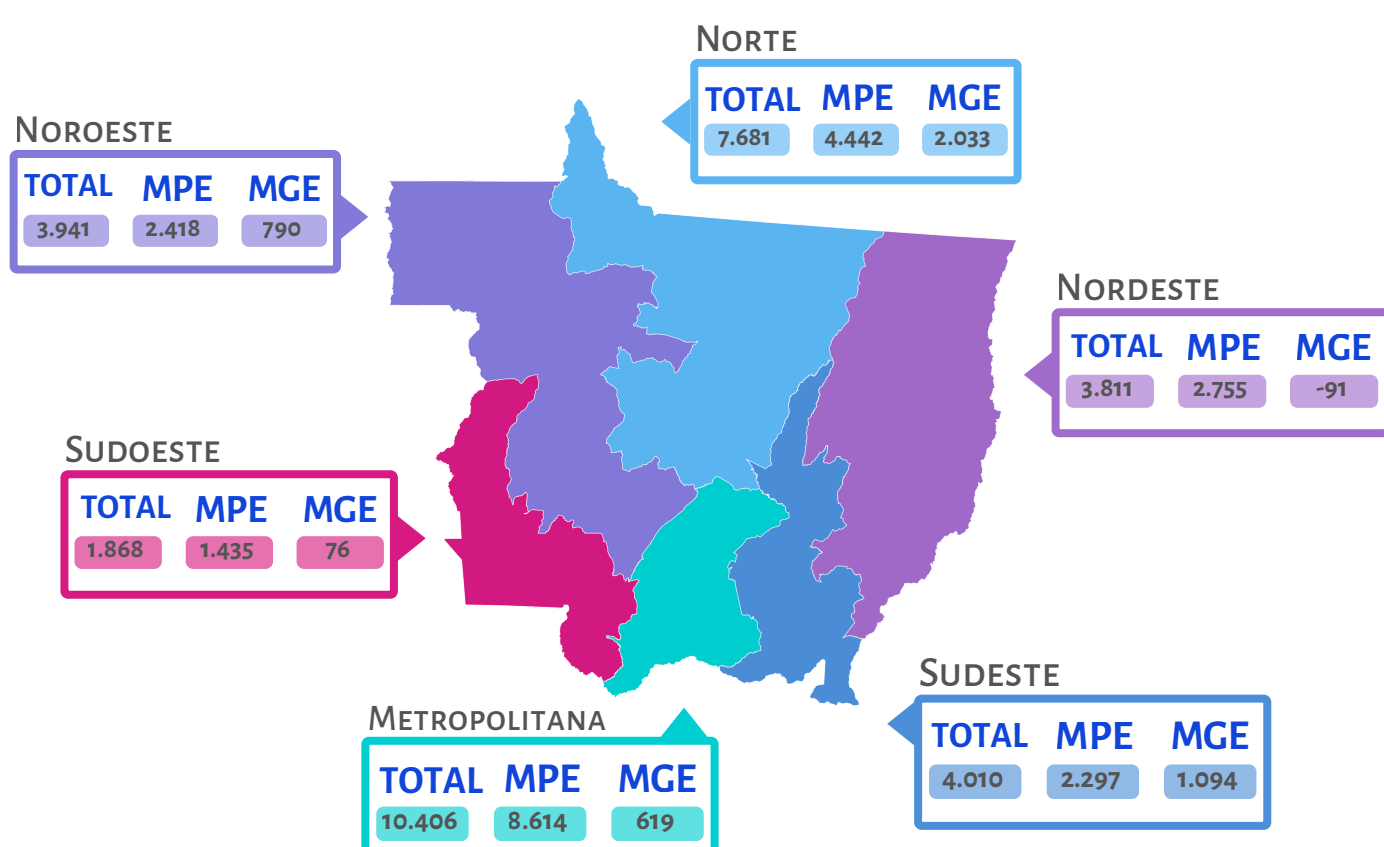 Norte
TOTAL MPE MGE
7.681 4.442 2.033
Noroeste
TOTAL MPE MGE
3.941 2.418 790
Nordeste
TOTAL MPE MGE
3.811 2.755 -91
Sudoeste
TOTAL MPE MGE
1.868 1.435 76
Sudeste
TOTAL MPE MGE
4.010 2.297 1.094
Metropolitana
TOTAL MPE MGE
10.406 8.614 619